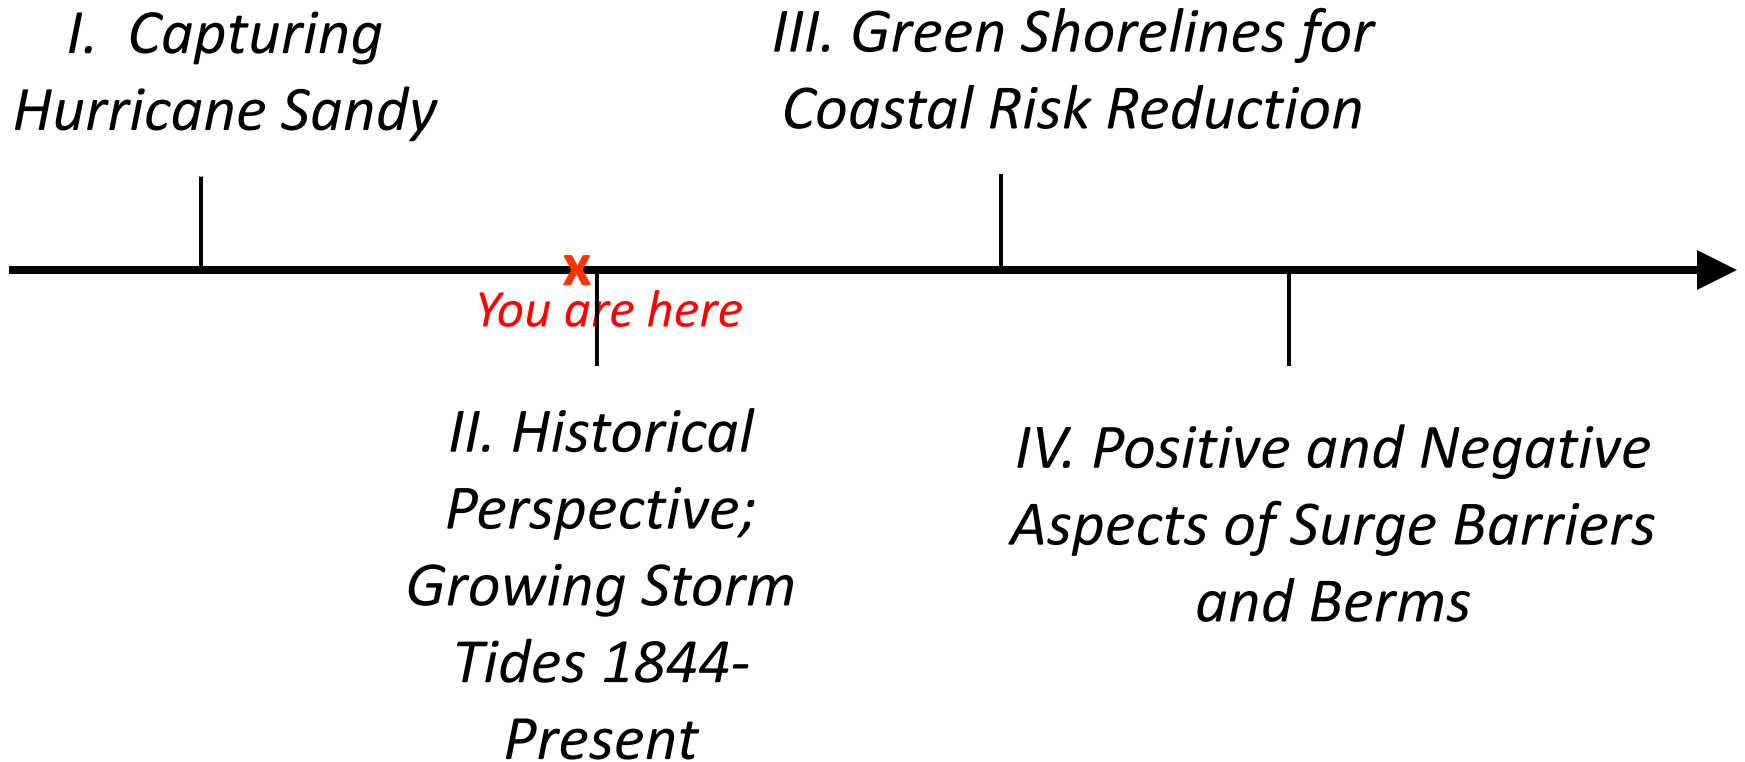 I. Capturing
Hurricane Sandy
III. Green Shorelines for
Coastal Risk Reduction
x
You are here
II. Historical
Perspective;
Growing Storm
Tides 1844-
Present
IV. Positive and Negative
Aspects of Surge Barriers
and Berms